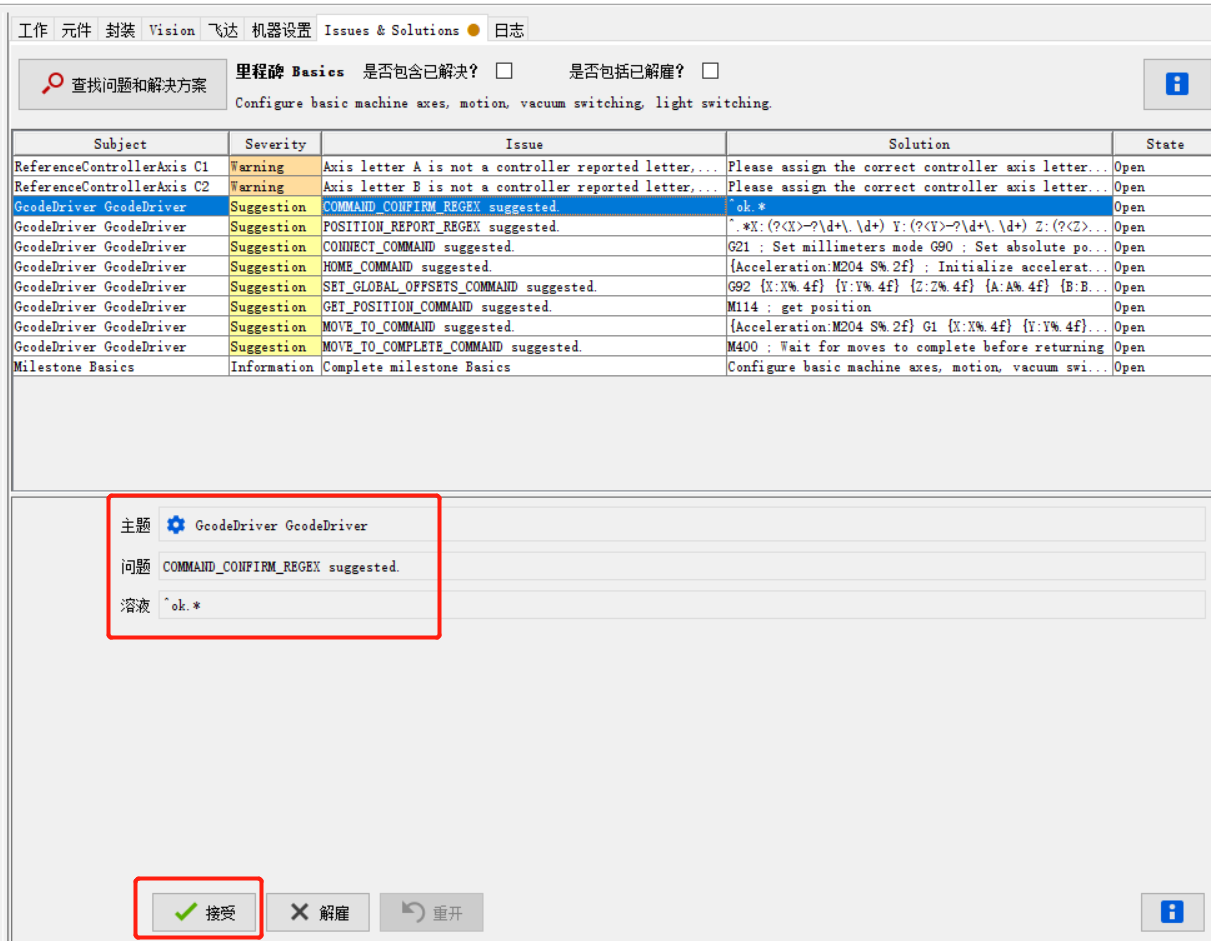 工作 元件 封装 Vision 飞达 机器设置 Issues & Solutions 日志
查找问题和解决方案
里程碑 Basics 是否包含已解决? 是否包括已解雇?
Configure basic machine axes, motion, vacuum switching, light switching.
Subject Severity Issue Solution State
ReferenceControllerAxis C1 Warning Axis letter A is not a controller reported letter,... Please assign the correct controller axis letter... Open
ReferenceControllerAxis C2 Warning Axis letter B is not a controller reported letter,... Please assign the correct controller axis letter... Open
GcodeDriver GcodeDriver Suggestion COMMAND_CONFIRM_REGEX suggested. ^ok.* Open
GcodeDriver GcodeDriver Suggestion POSITION_REPORT_REGEX suggested. ^.*X:(?<X>-?\d+\.\d+) Y:(?<Y>-?\d+\.\d+) Z:(?<Z>... Open
GcodeDriver GcodeDriver Suggestion CONNECT_COMMAND suggested. G21 ; Set millimeters mode G90 ; Set absolute po... Open
GcodeDriver GcodeDriver Suggestion HOME_COMMAND suggested. {Acceleration:M204 S%.2f} ; Initialize accelerat... Open
GcodeDriver GcodeDriver Suggestion SET_GLOBAL_OFFSETS_COMMAND suggested. G92 {X:X%.4f} {Y:Y%.4f} {Z:Z%.4f} {A:A%.4f} {B:B... Open
GcodeDriver GcodeDriver Suggestion GET_POSITION_COMMAND suggested. M114 ; get position Open
GcodeDriver GcodeDriver Suggestion MOVE_TO_COMMAND suggested. {Acceleration:M204 S%.2f} G1 {X:X%.4f} {Y:Y%.4f}... Open
GcodeDriver GcodeDriver Suggestion MOVE_TO_COMPLETE_COMMAND suggested. M400 ; Wait for moves to complete before returning Open
Milestone Basics Information Complete milestone Basics Configure basic machine axes, motion, vacuum swi... Open
主题 GcodeDriver GcodeDriver
问题 COMMAND_CONFIRM_REGEX suggested.
溶液 ^ok.*
接受 解雇 重开